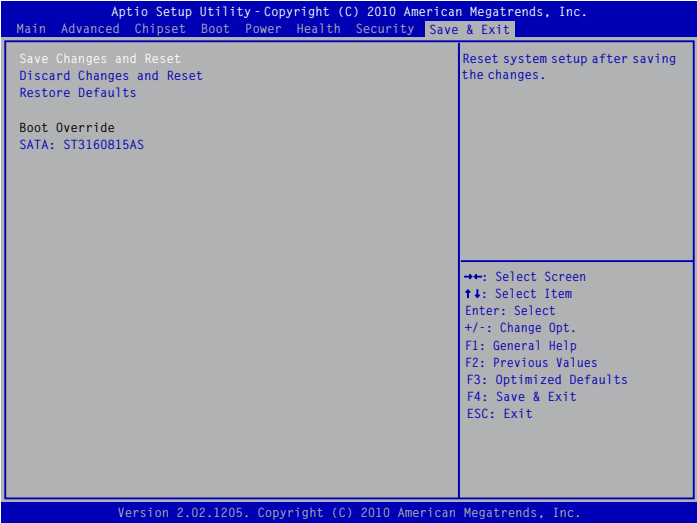 Aptio Setup Utility - Copyright (C) 2010 American Megatrends, Inc.
Main Advanced Chipset Boot Power Health Security Save & Exit
Save Changes and Reset
Discard Changes and Reset
Restore Defaults
Boot Override
SATA: ST3160815AS
Reset system setup after saving
the changes.
→←: Select Screen
↑↓: Select Item
Enter: Select
+/-: Change Opt.
F1: General Help
F2: Previous Values
F3: Optimized Defaults
F4: Save & Exit
ESC: Exit
Version 2.02.1205. Copyright (C) 2010 American Megatrends, Inc.